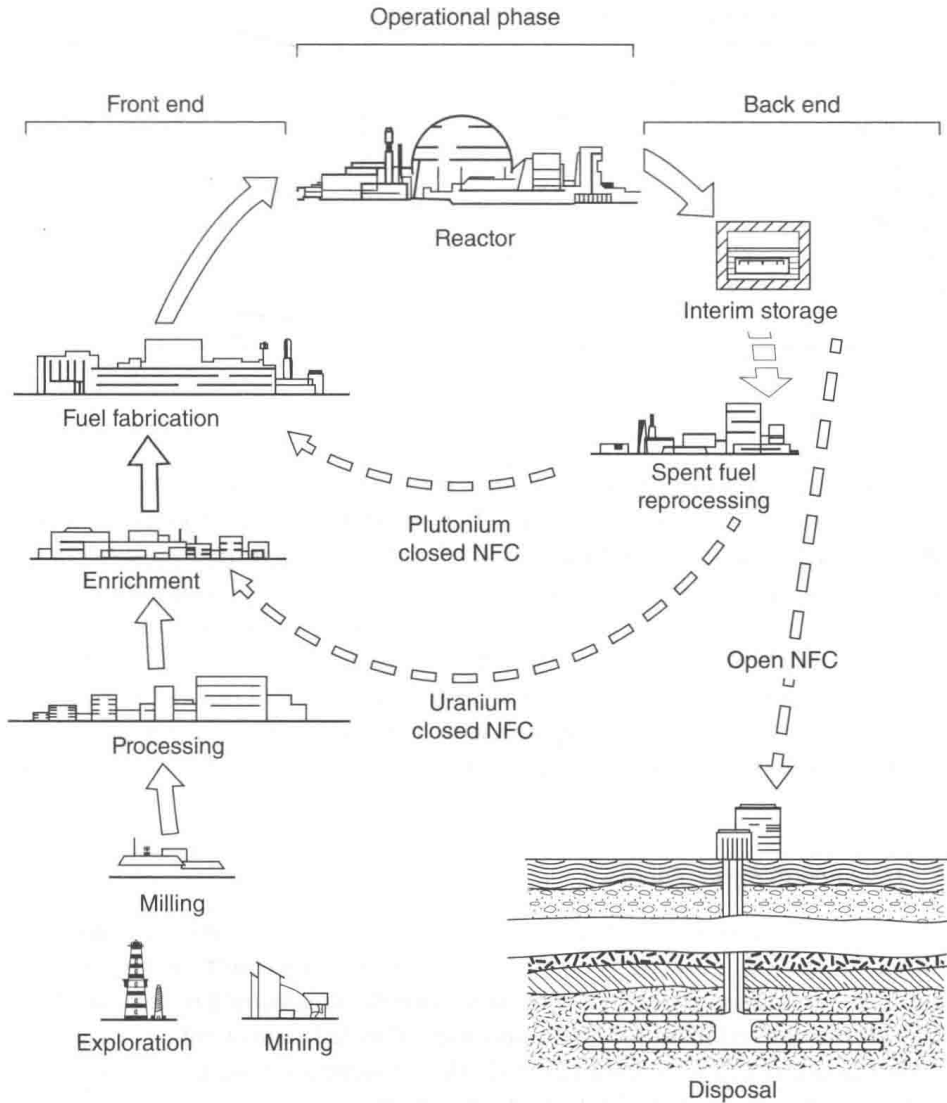 Operational phase
Front end
Back end
Reactor
Interim storage
Fuel fabrication
Spent fuel
reprocessing
Plutonium
closed NFC
Enrichment
Open NFC
Uranium
closed NFC
Processing
Milling
Exploration
Mining
Disposal